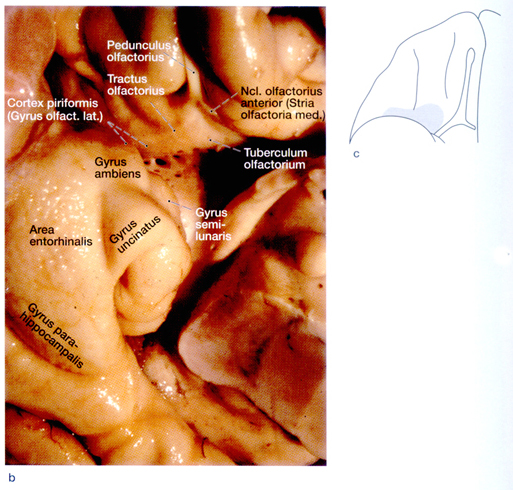 Pedunculus
olfactorius
Tractus
olfactorius
Ncl. olfactorius
anterior (Stria
olfactoria med.)
Cortex piriformis
(Gyrus olfact. lat.)
Tuberculum
olfactorium
Gyrus
ambiens
Gyrus
semi-
lunaris
Area
entorhinalis
Gyrus
uncinatus
Gyrus para-
hippocampalis
b
c